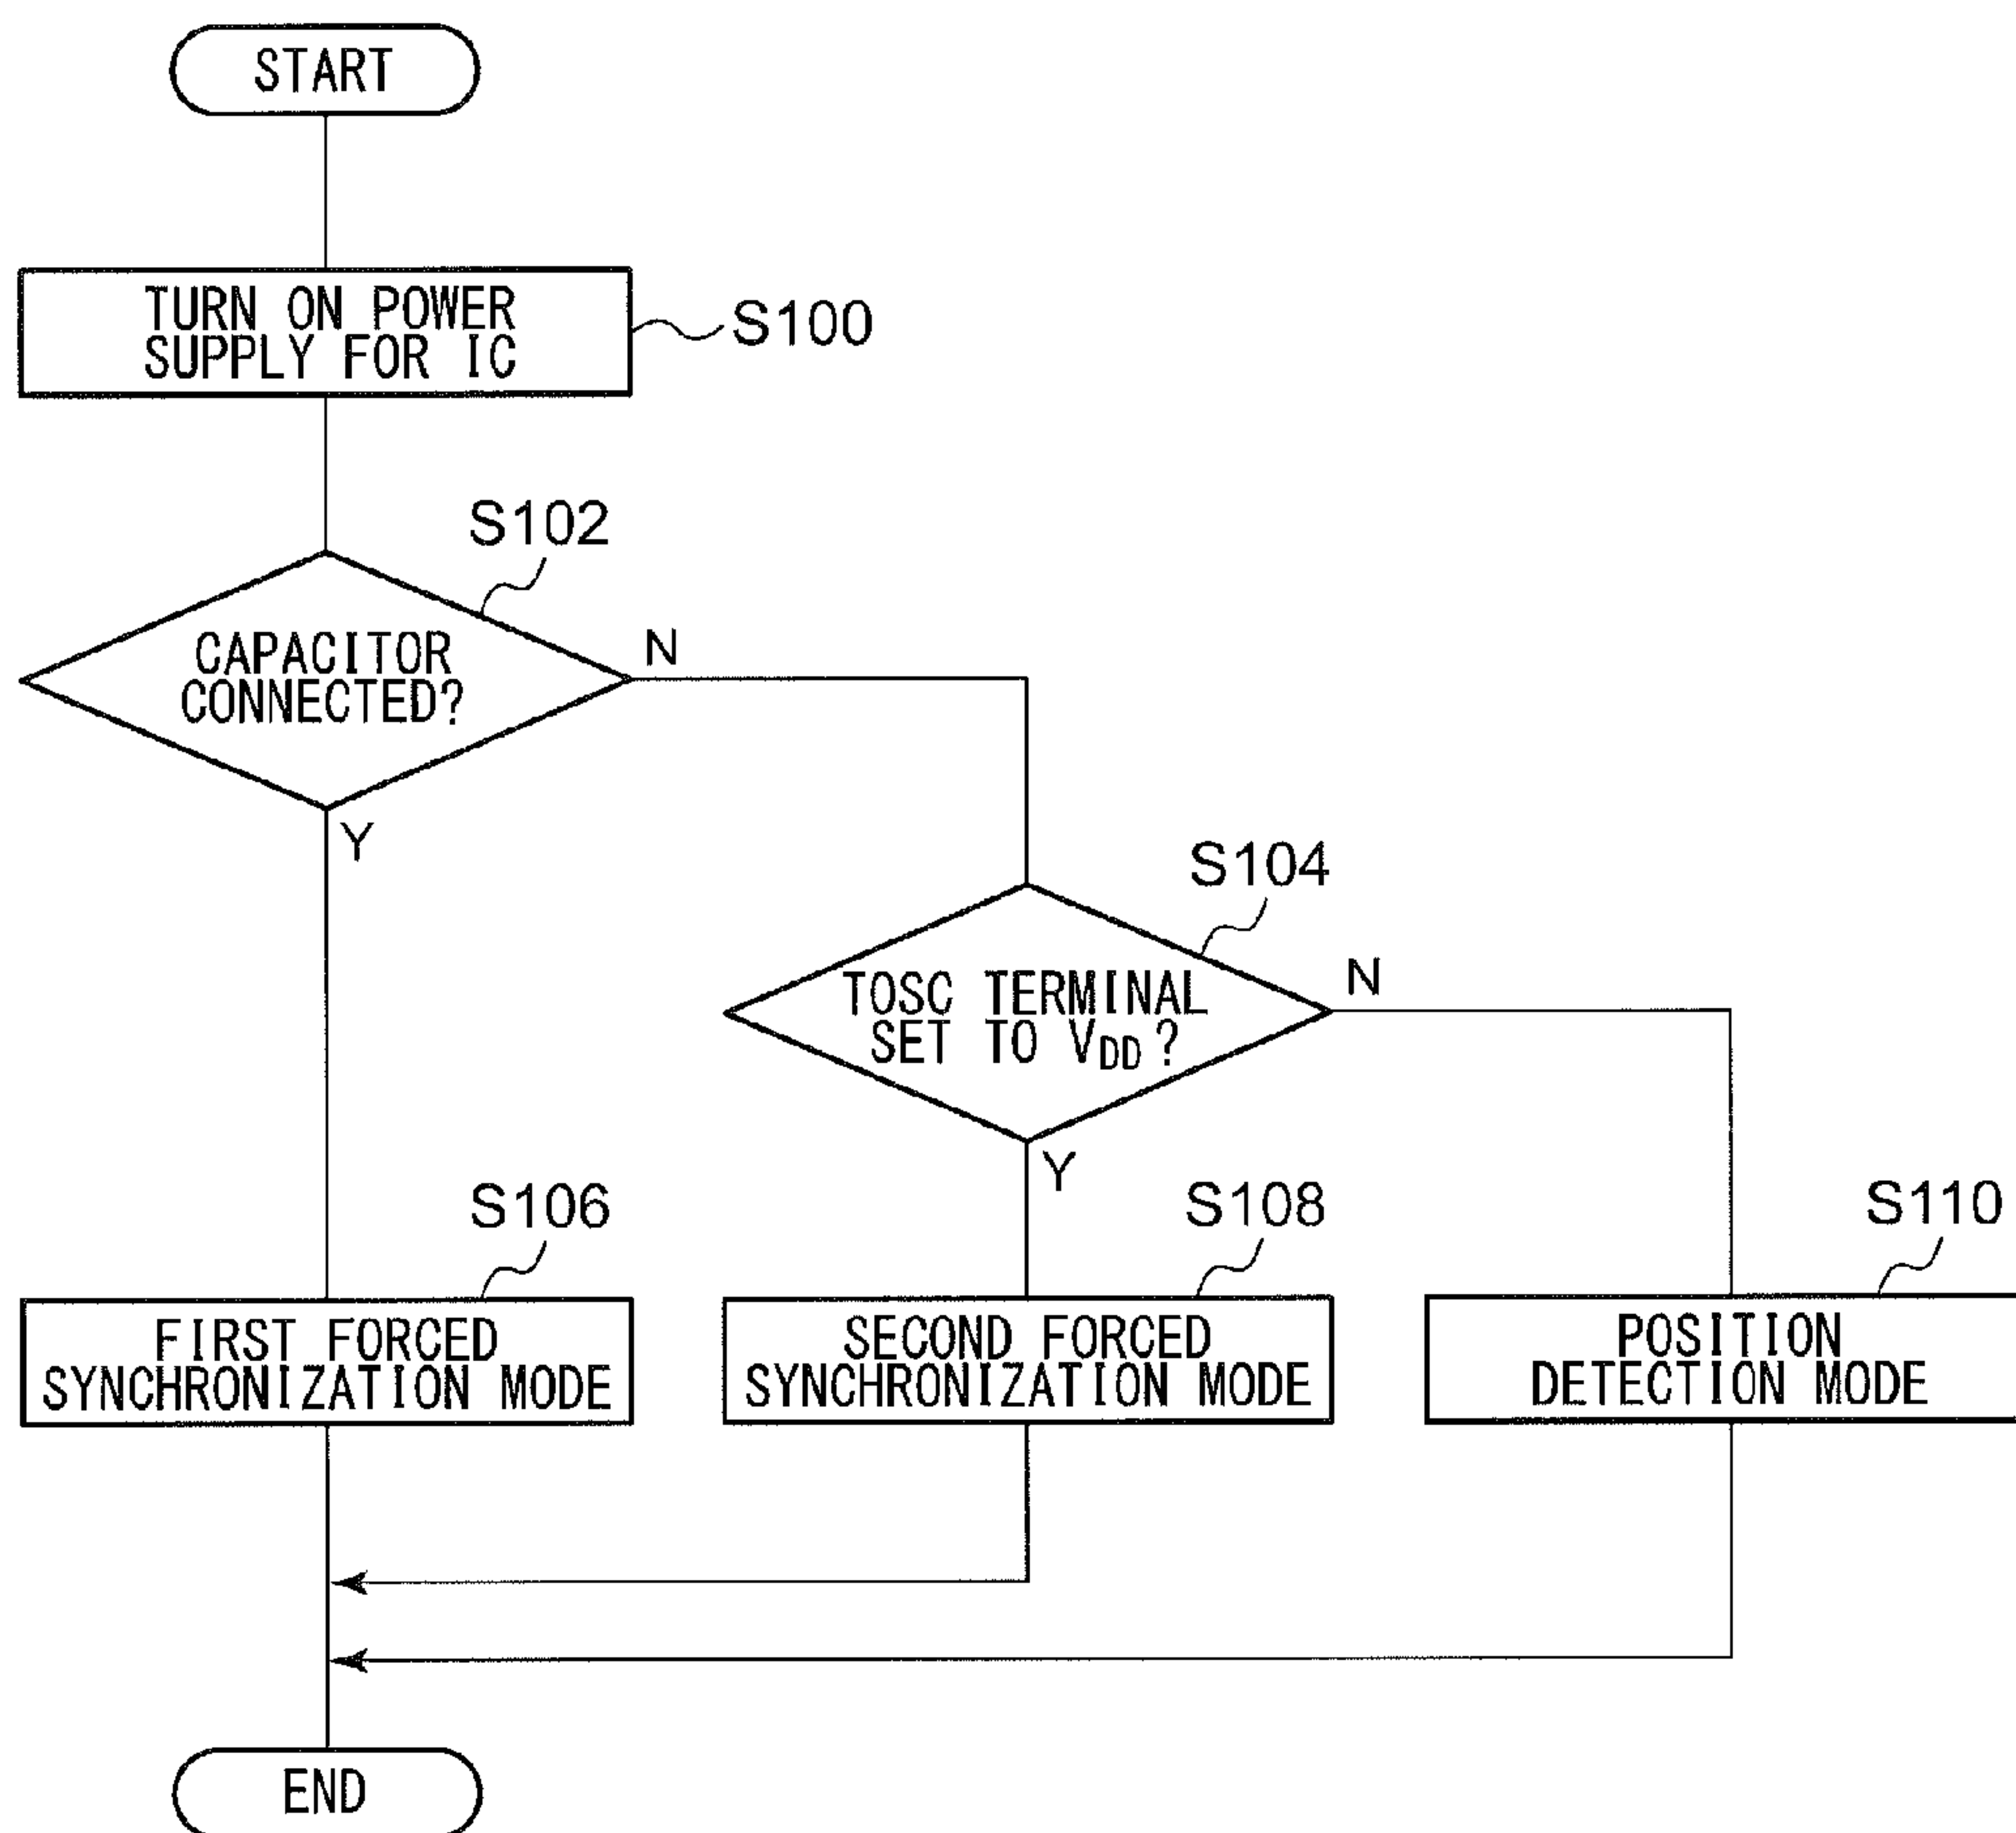 START
TURN ON POWER
SUPPLY FOR IC
S100
S102
CAPACITOR
CONNECTED?
N
Y
S104
TOSC TERMINAL
SET TO VDD?
N
Y
S106
FIRST FORCED
SYNCHRONIZATION MODE
S108
SECOND FORCED
SYNCHRONIZATION MODE
S110
POSITION
DETECTION MODE
END